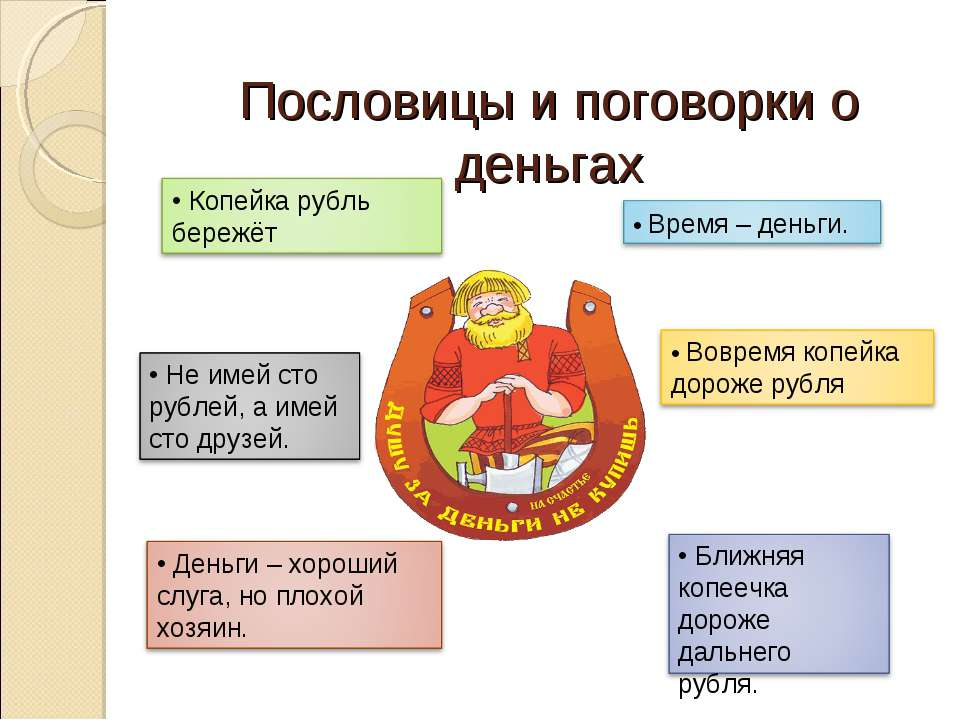 Пословицы и поговорки о
деньгах
• Копейка рубль
бережёт
• Время – деньги.
• Не имей сто
рублей, а имей
сто друзей.
• Вовремя копейка
дороже рубля
ДУШУ ЗА ДЕНЬГИ НЕ КУПИШЬ
НА СЧАСТЬЕ
• Деньги – хороший
слуга, но плохой
хозяин.
• Ближняя
копеечка
дороже
дальнего
рубля.